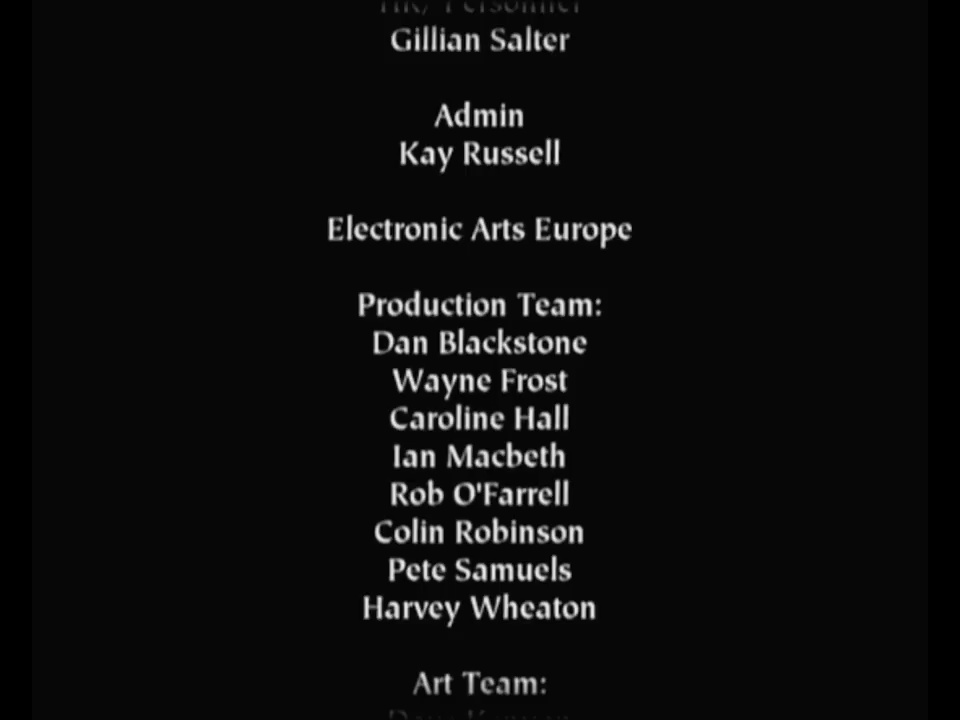 Gillian Salter
Admin
Kay Russell
Electronic Arts Europe
Production Team:
Dan Blackstone
Wayne Frost
Caroline Hall
Ian Macbeth
Rob O'Farrell
Colin Robinson
Pete Samuels
Harvey Wheaton
Art Team: